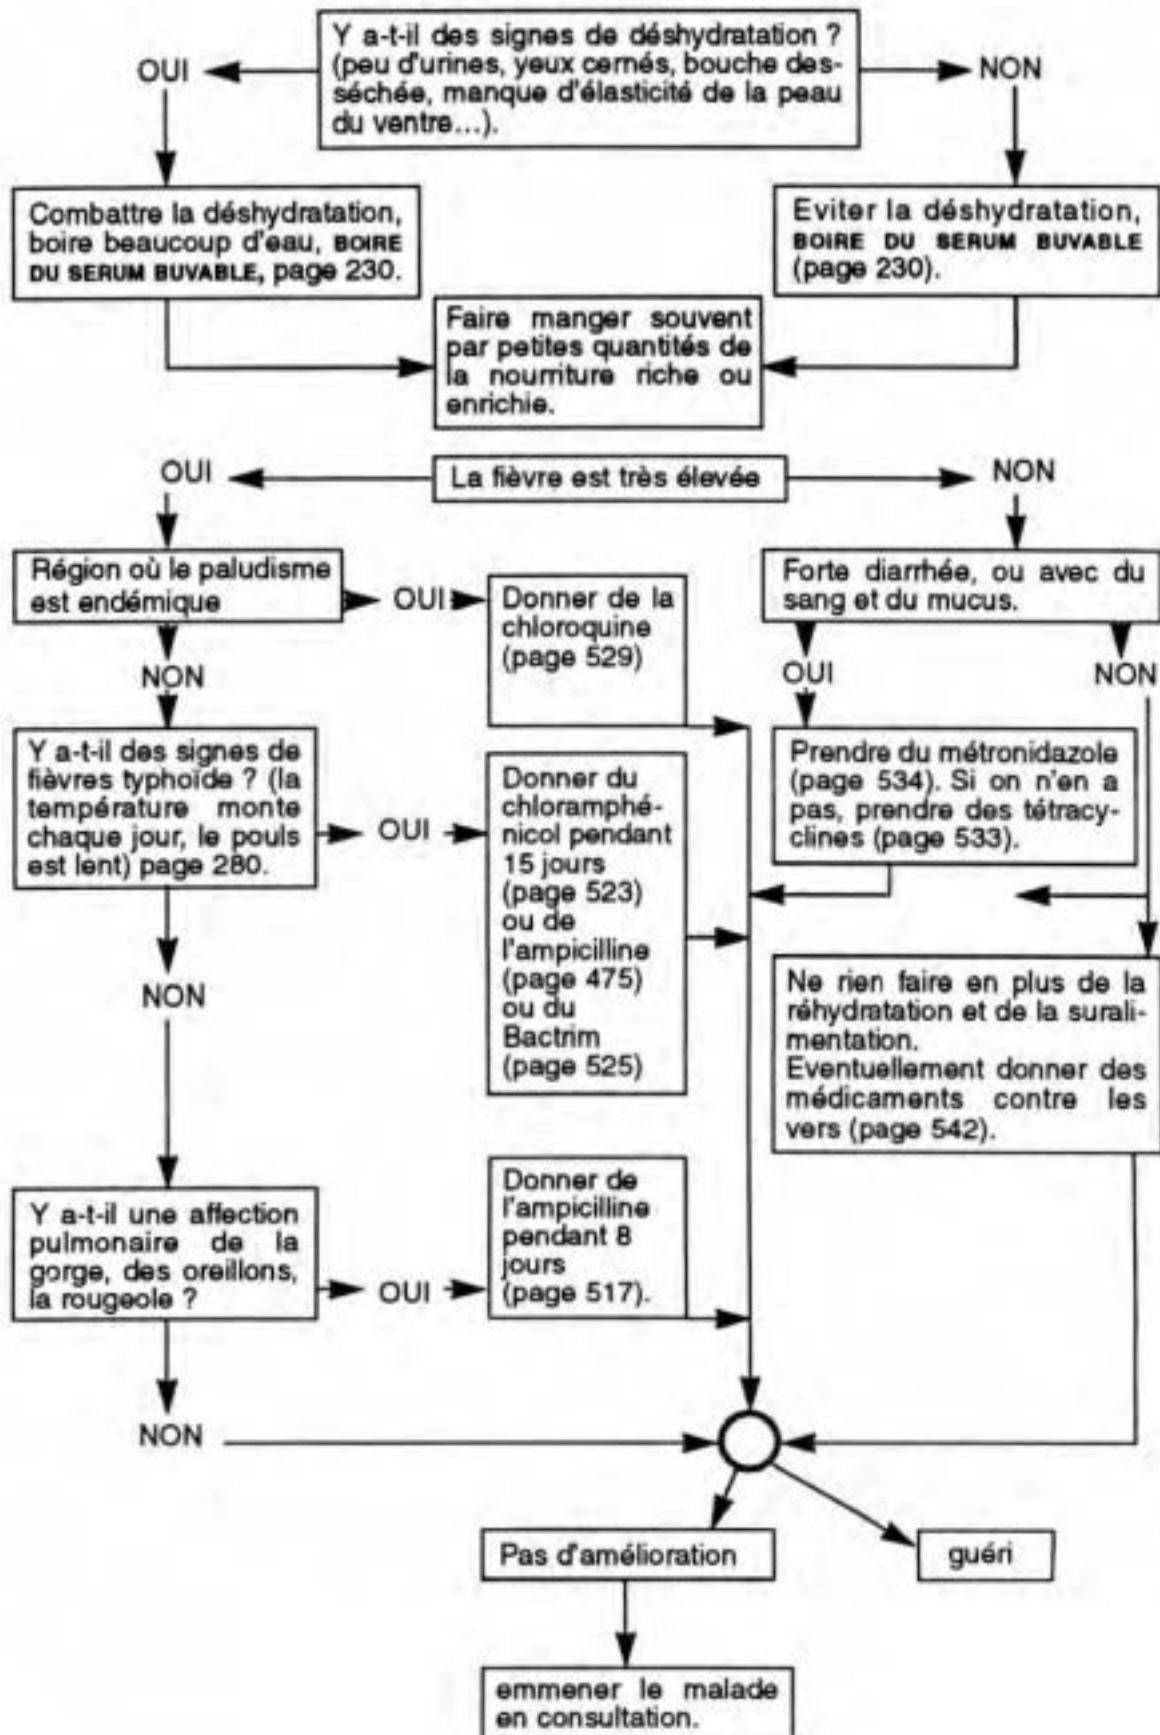 Y a-t-il des signes de déshydratation ?
(peu d'urines, yeux cernés, bouche des-
séchée, manque d'élasticité de la peau
du ventre...).
OUI
NON
Combattre la déshydratation,
boire beaucoup d'eau, BOIRE
DU SERUM BUVABLE, page 230.
Eviter la déshydratation,
BOIRE DU SERUM BUVABLE
(page 230).
Faire manger souvent
par petites quantités de
la nourriture riche ou
enrichie.
OUI
La fièvre est très élevée
NON
Région où le paludisme
est endémique
OUI
Donner de la
chloroquine
(page 529)
Forte diarrhée, ou avec du
sang et du mucus.
NON
OUI
NON
Y a-t-il des signes de
fièvres typhoïde ? (la
température monte
chaque jour, le pouls
est lent) page 280.
OUI
Donner du
chloramphé-
nicol pendant
15 jours
(page 523)
ou de
l'ampicilline
(page 475)
ou du
Bactrim
(page 525)
Prendre du métronidazole
(page 534). Si on n'en a
pas, prendre des tétracy-
clines (page 533).
NON
Ne rien faire en plus de la
réhydratation et de la surali-
mentation.
Eventuellement donner des
médicaments contre les
vers (page 542).
Y a-t-il une affection
pulmonaire de la
gorge, des oreillons,
la rougeole ?
OUI
Donner de
l'ampicilline
pendant 8
jours
(page 517).
NON
Pas d'amélioration
guéri
emmener le malade
en consultation.